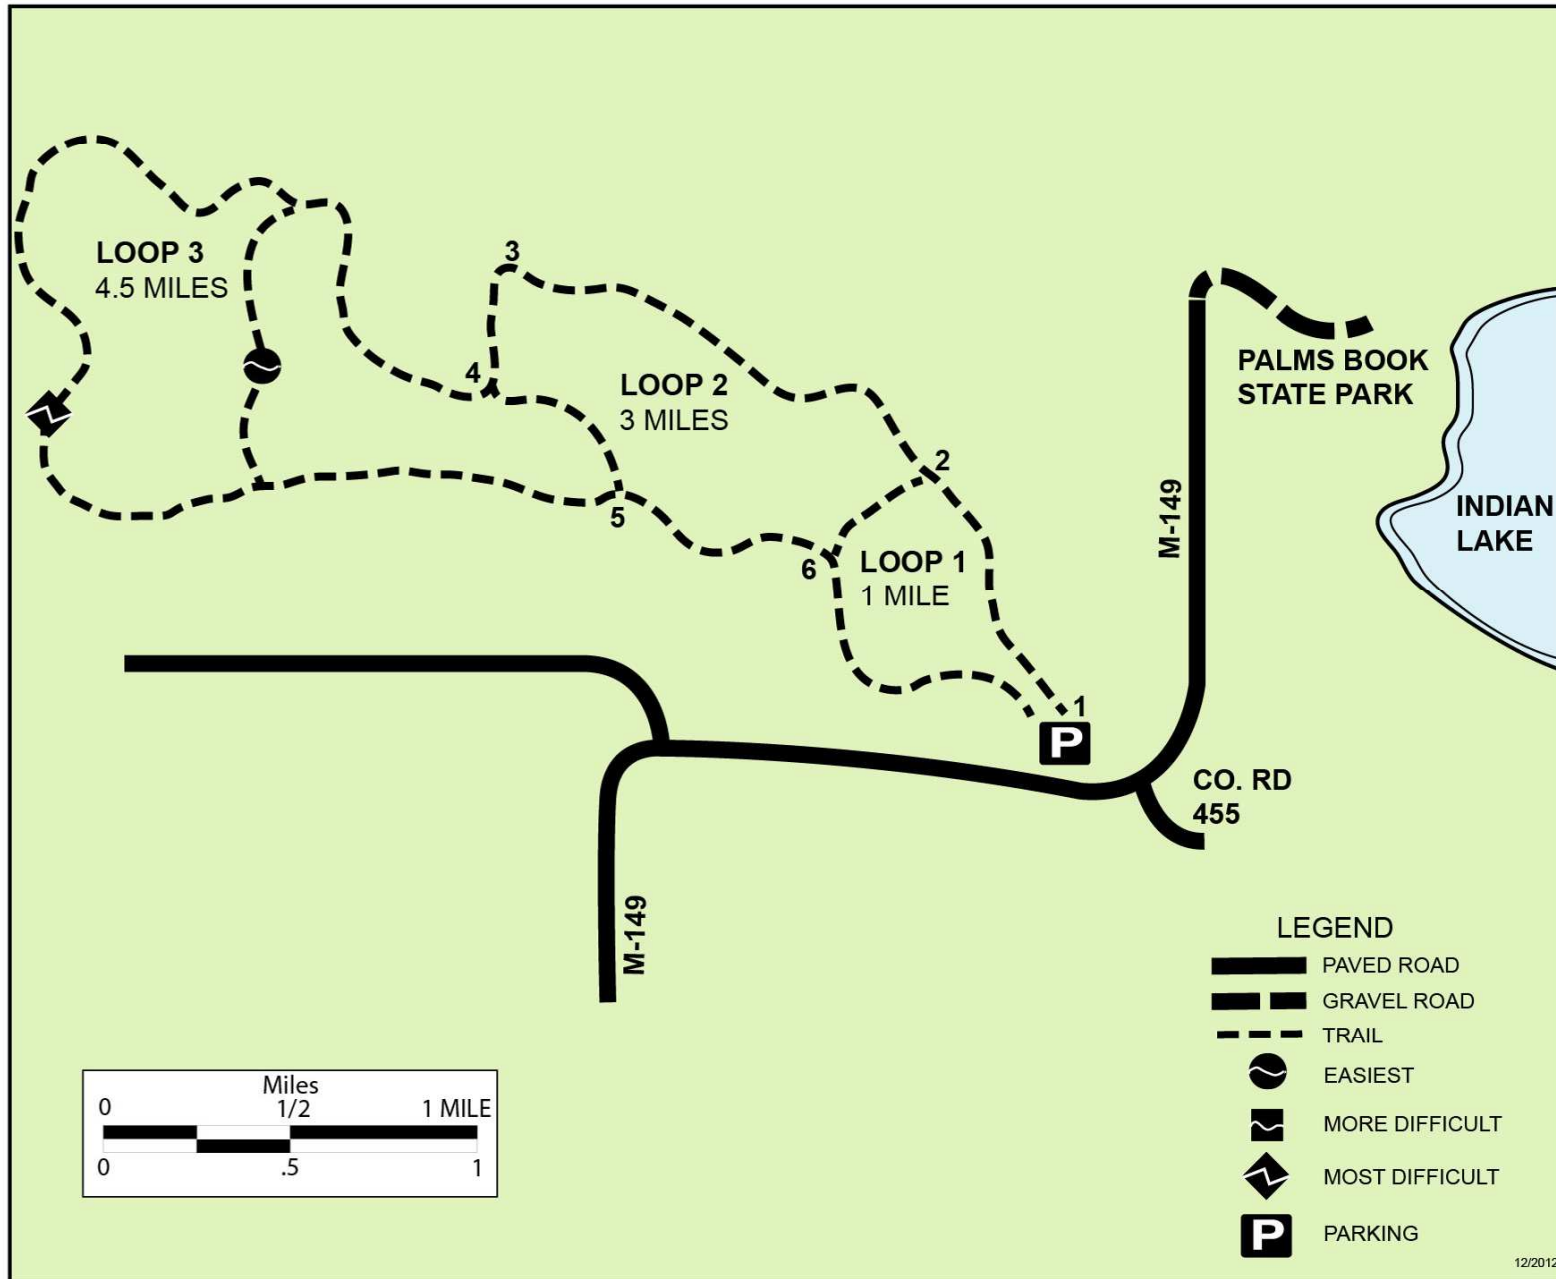 3
LOOP 3
4.5 MILES
4
LOOP 2
3 MILES
PALMS BOOK
STATE PARK
2
M-149
INDIAN
LAKE
5
6
LOOP 1
1 MILE
1
P
CO. RD
455
M-149
LEGEND
PAVED ROAD
GRAVEL ROAD
TRAIL
EASIEST
MORE DIFFICULT
MOST DIFFICULT
P PARKING
Miles
0 1/2 1 MILE
0 .5 1
12/2012